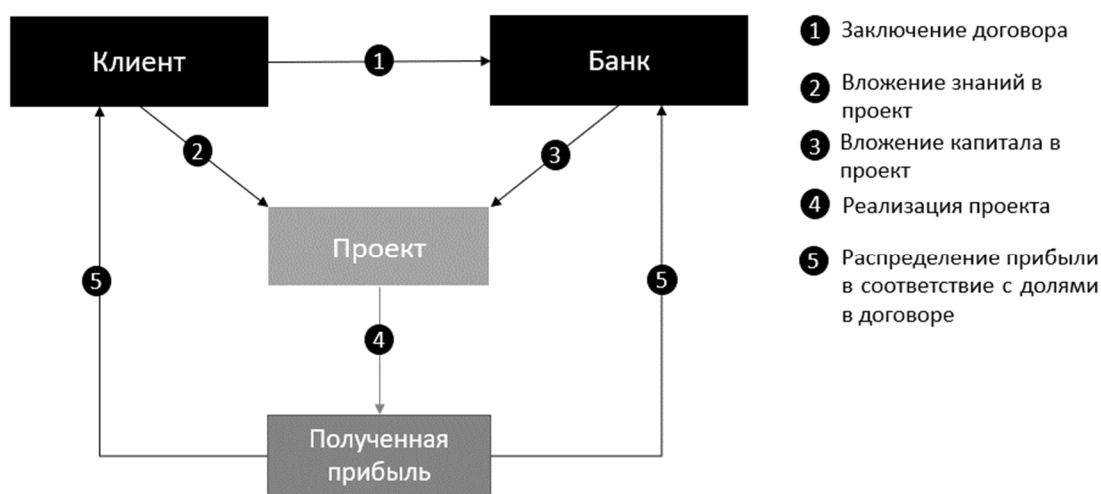 Клиент
1
Банк
2
3
Проект
5
5
4
Полученная
прибыль
1 Заключение договора
2 Вложение знаний в
проект
3 Вложение капитала в
проект
4 Реализация проекта
5 Распределение прибыли
в соответствие с долями
в договоре